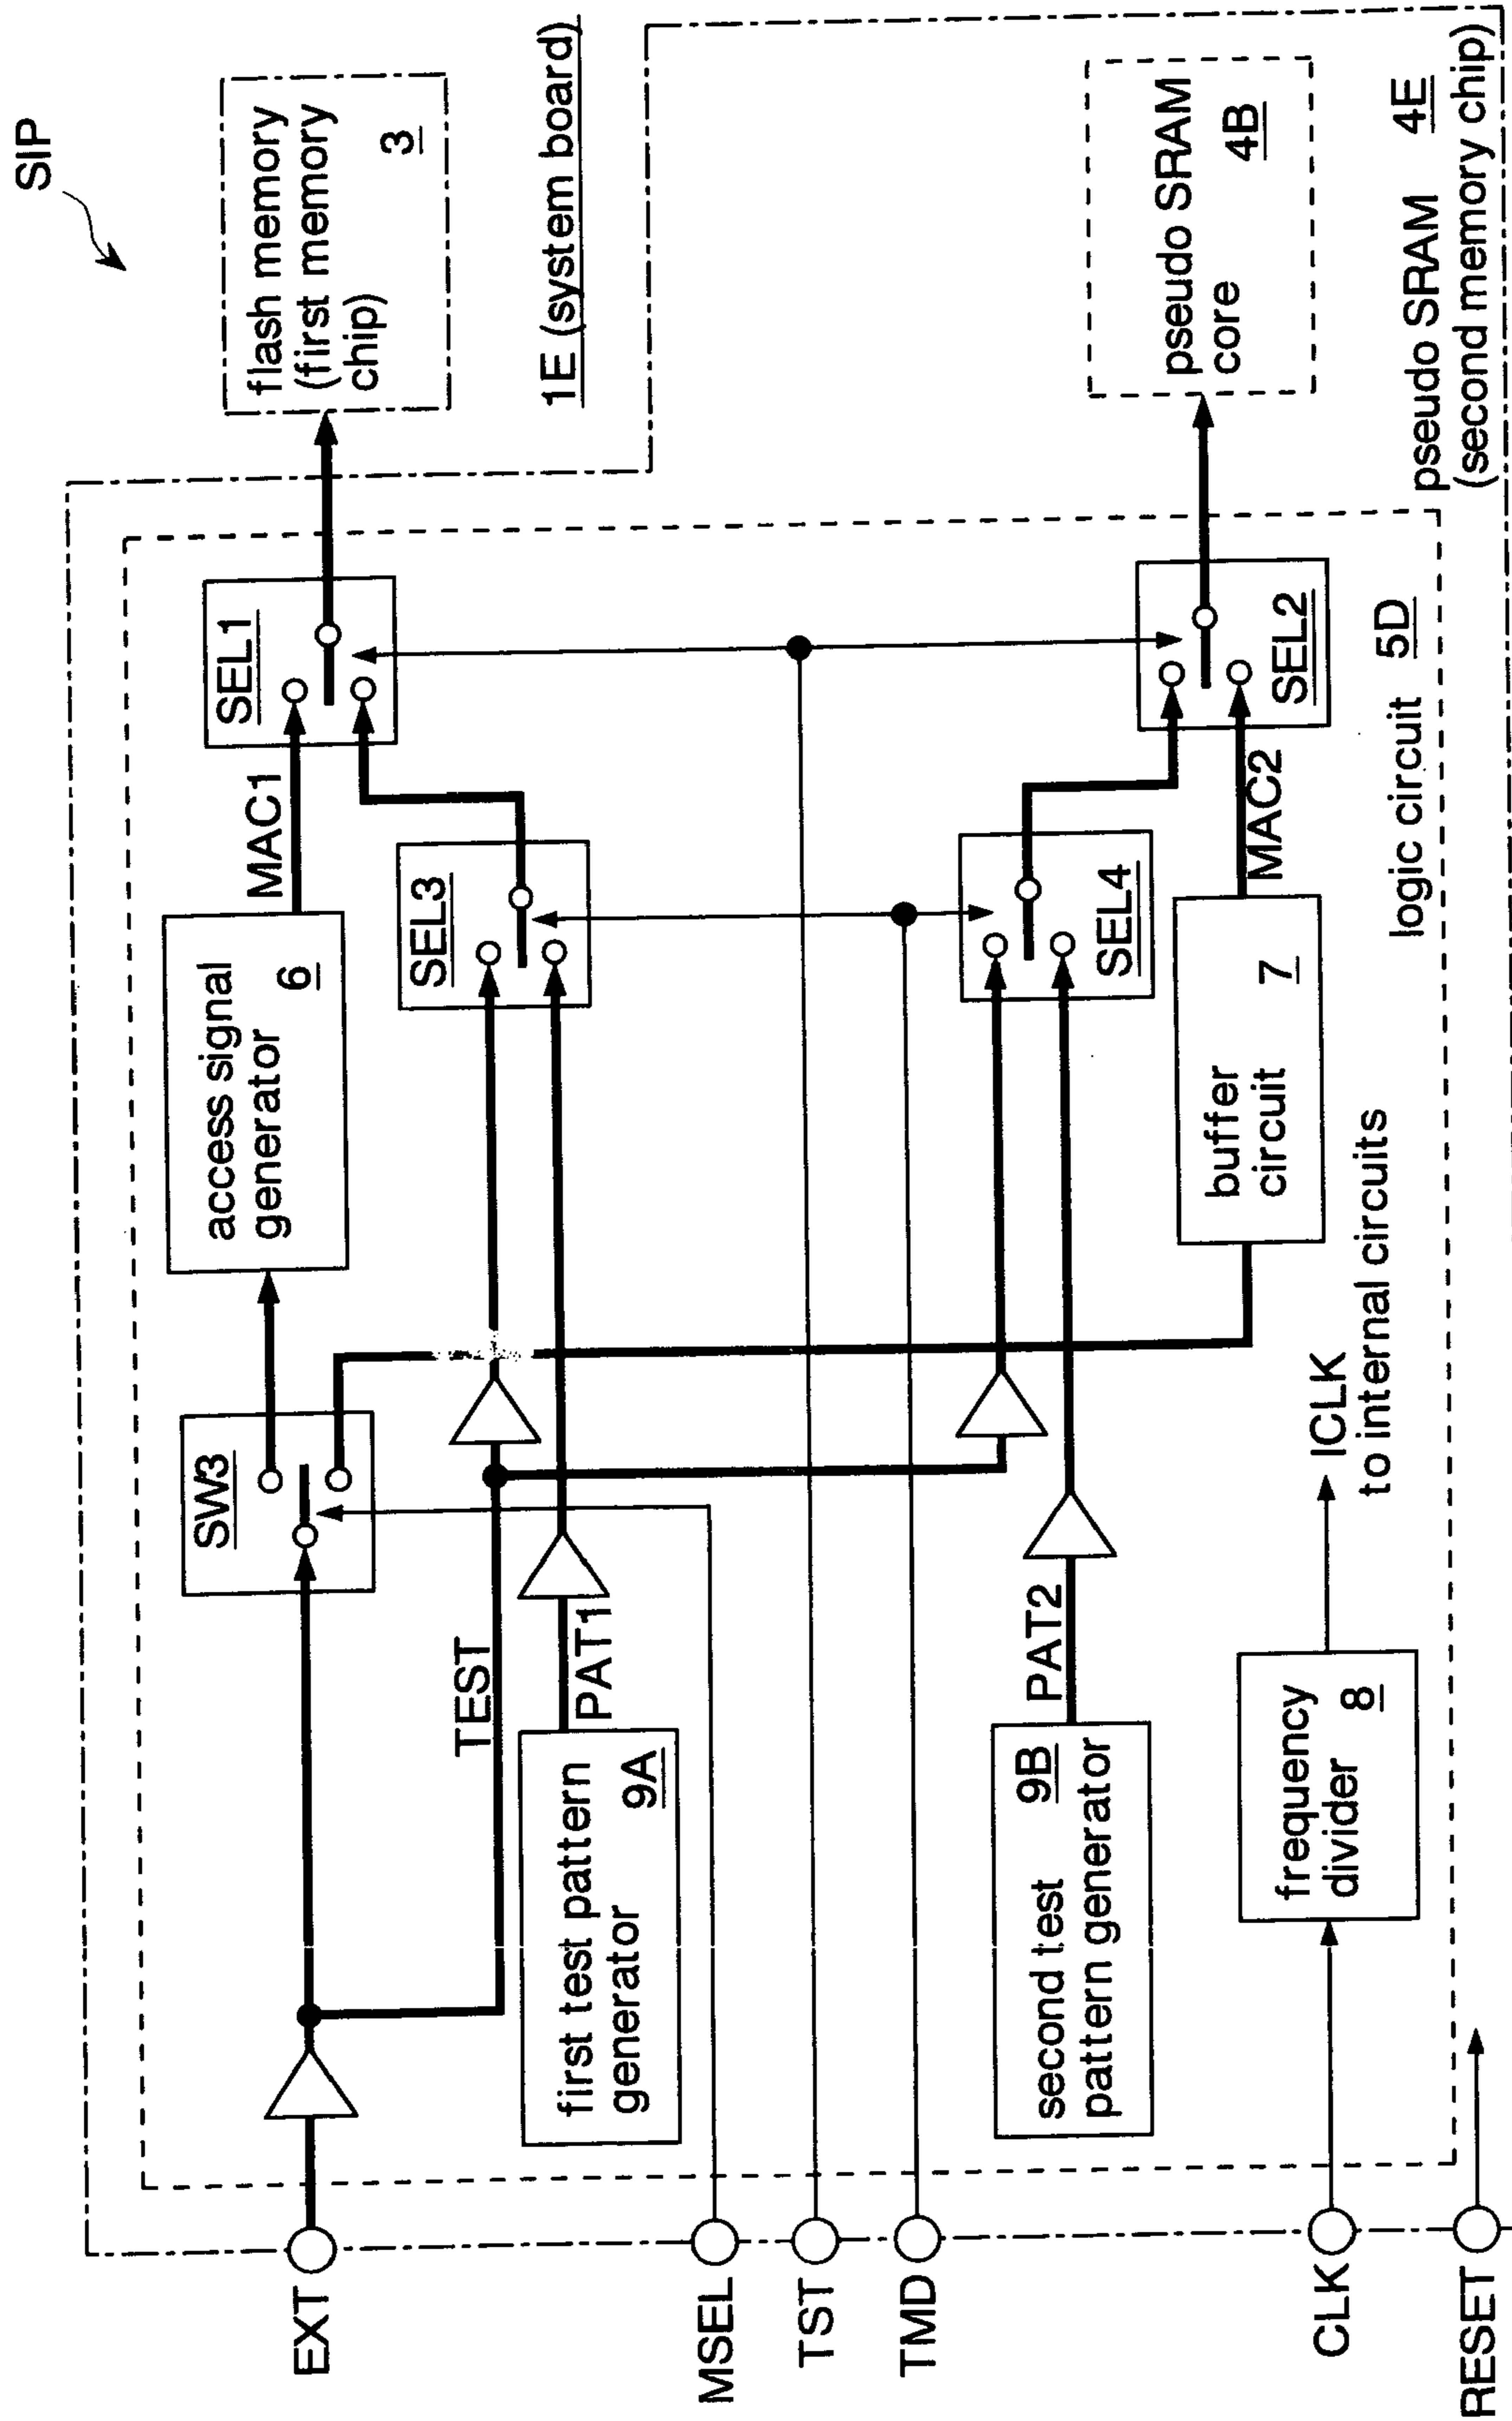 SIP
flash memory
(first memory
chip)
3
1E (system board)
SEL1
MAC1
access signal
generator
6
SW3
SEL3
TEST
PAT1
first test pattern
generator
9A
EXT
MSEL
TST
TMD
SEL4
PAT2
second test
pattern generator
9B
pseudo SRAM
core
4B
SEL2
MAC2
buffer
circuit
7
logic circuit 5D
ICLK
to internal circuits
frequency
divider
8
CLK
RESET
pseudo SRAM 4E
(second memory chip)